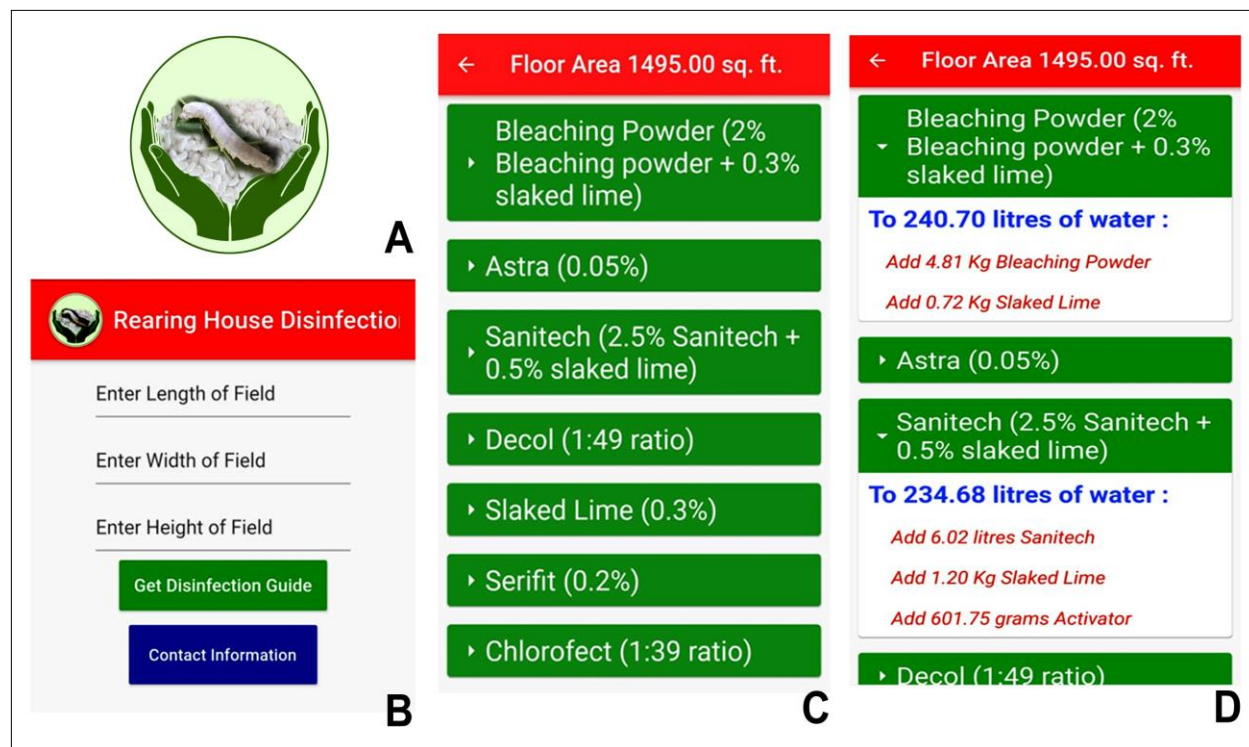 A
Rearing House Disinfectio
Enter Length of Field
Enter Width of Field
Enter Height of Field
Get Disinfection Guide
Contact Information
B
Floor Area 1495.00 sq. ft.
Bleaching Powder (2%
Bleaching powder + 0.3%
slaked lime)
Astra (0.05%)
Sanitech (2.5% Sanitech +
0.5% slaked lime)
Decol (1:49 ratio)
Slaked Lime (0.3%)
Serifit (0.2%)
Chlorofect (1:39 ratio)
C
Floor Area 1495.00 sq. ft.
Bleaching Powder (2%
Bleaching powder + 0.3%
slaked lime)
To 240.70 litres of water :
Add 4.81 Kg Bleaching Powder
Add 0.72 Kg Slaked Lime
Astra (0.05%)
Sanitech (2.5% Sanitech +
0.5% slaked lime)
To 234.68 litres of water :
Add 6.02 litres Sanitech
Add 1.20 Kg Slaked Lime
Add 601.75 grams Activator
Decol (1:49 ratio)
D